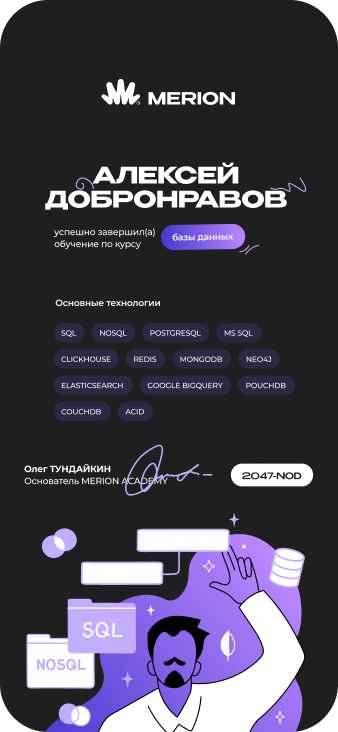 MERION
АЛЕКСЕЙ
ДОБРОНРАВОВ
успешно завершил(а)
обучение по курсу
базы данных
Основные технологии
SQL NOSQL POSTGRESQL MS SQL
CLICKHOUSE REDIS MONGODB NEO4J
ELASTICSEARCH GOOGLE BIGQUERY POUCHDB
COUCHDB ACID
Олег ТУНДАЙКИН
Основатель MERION ACADEMY
2047-NOD
SQL
NOSQL